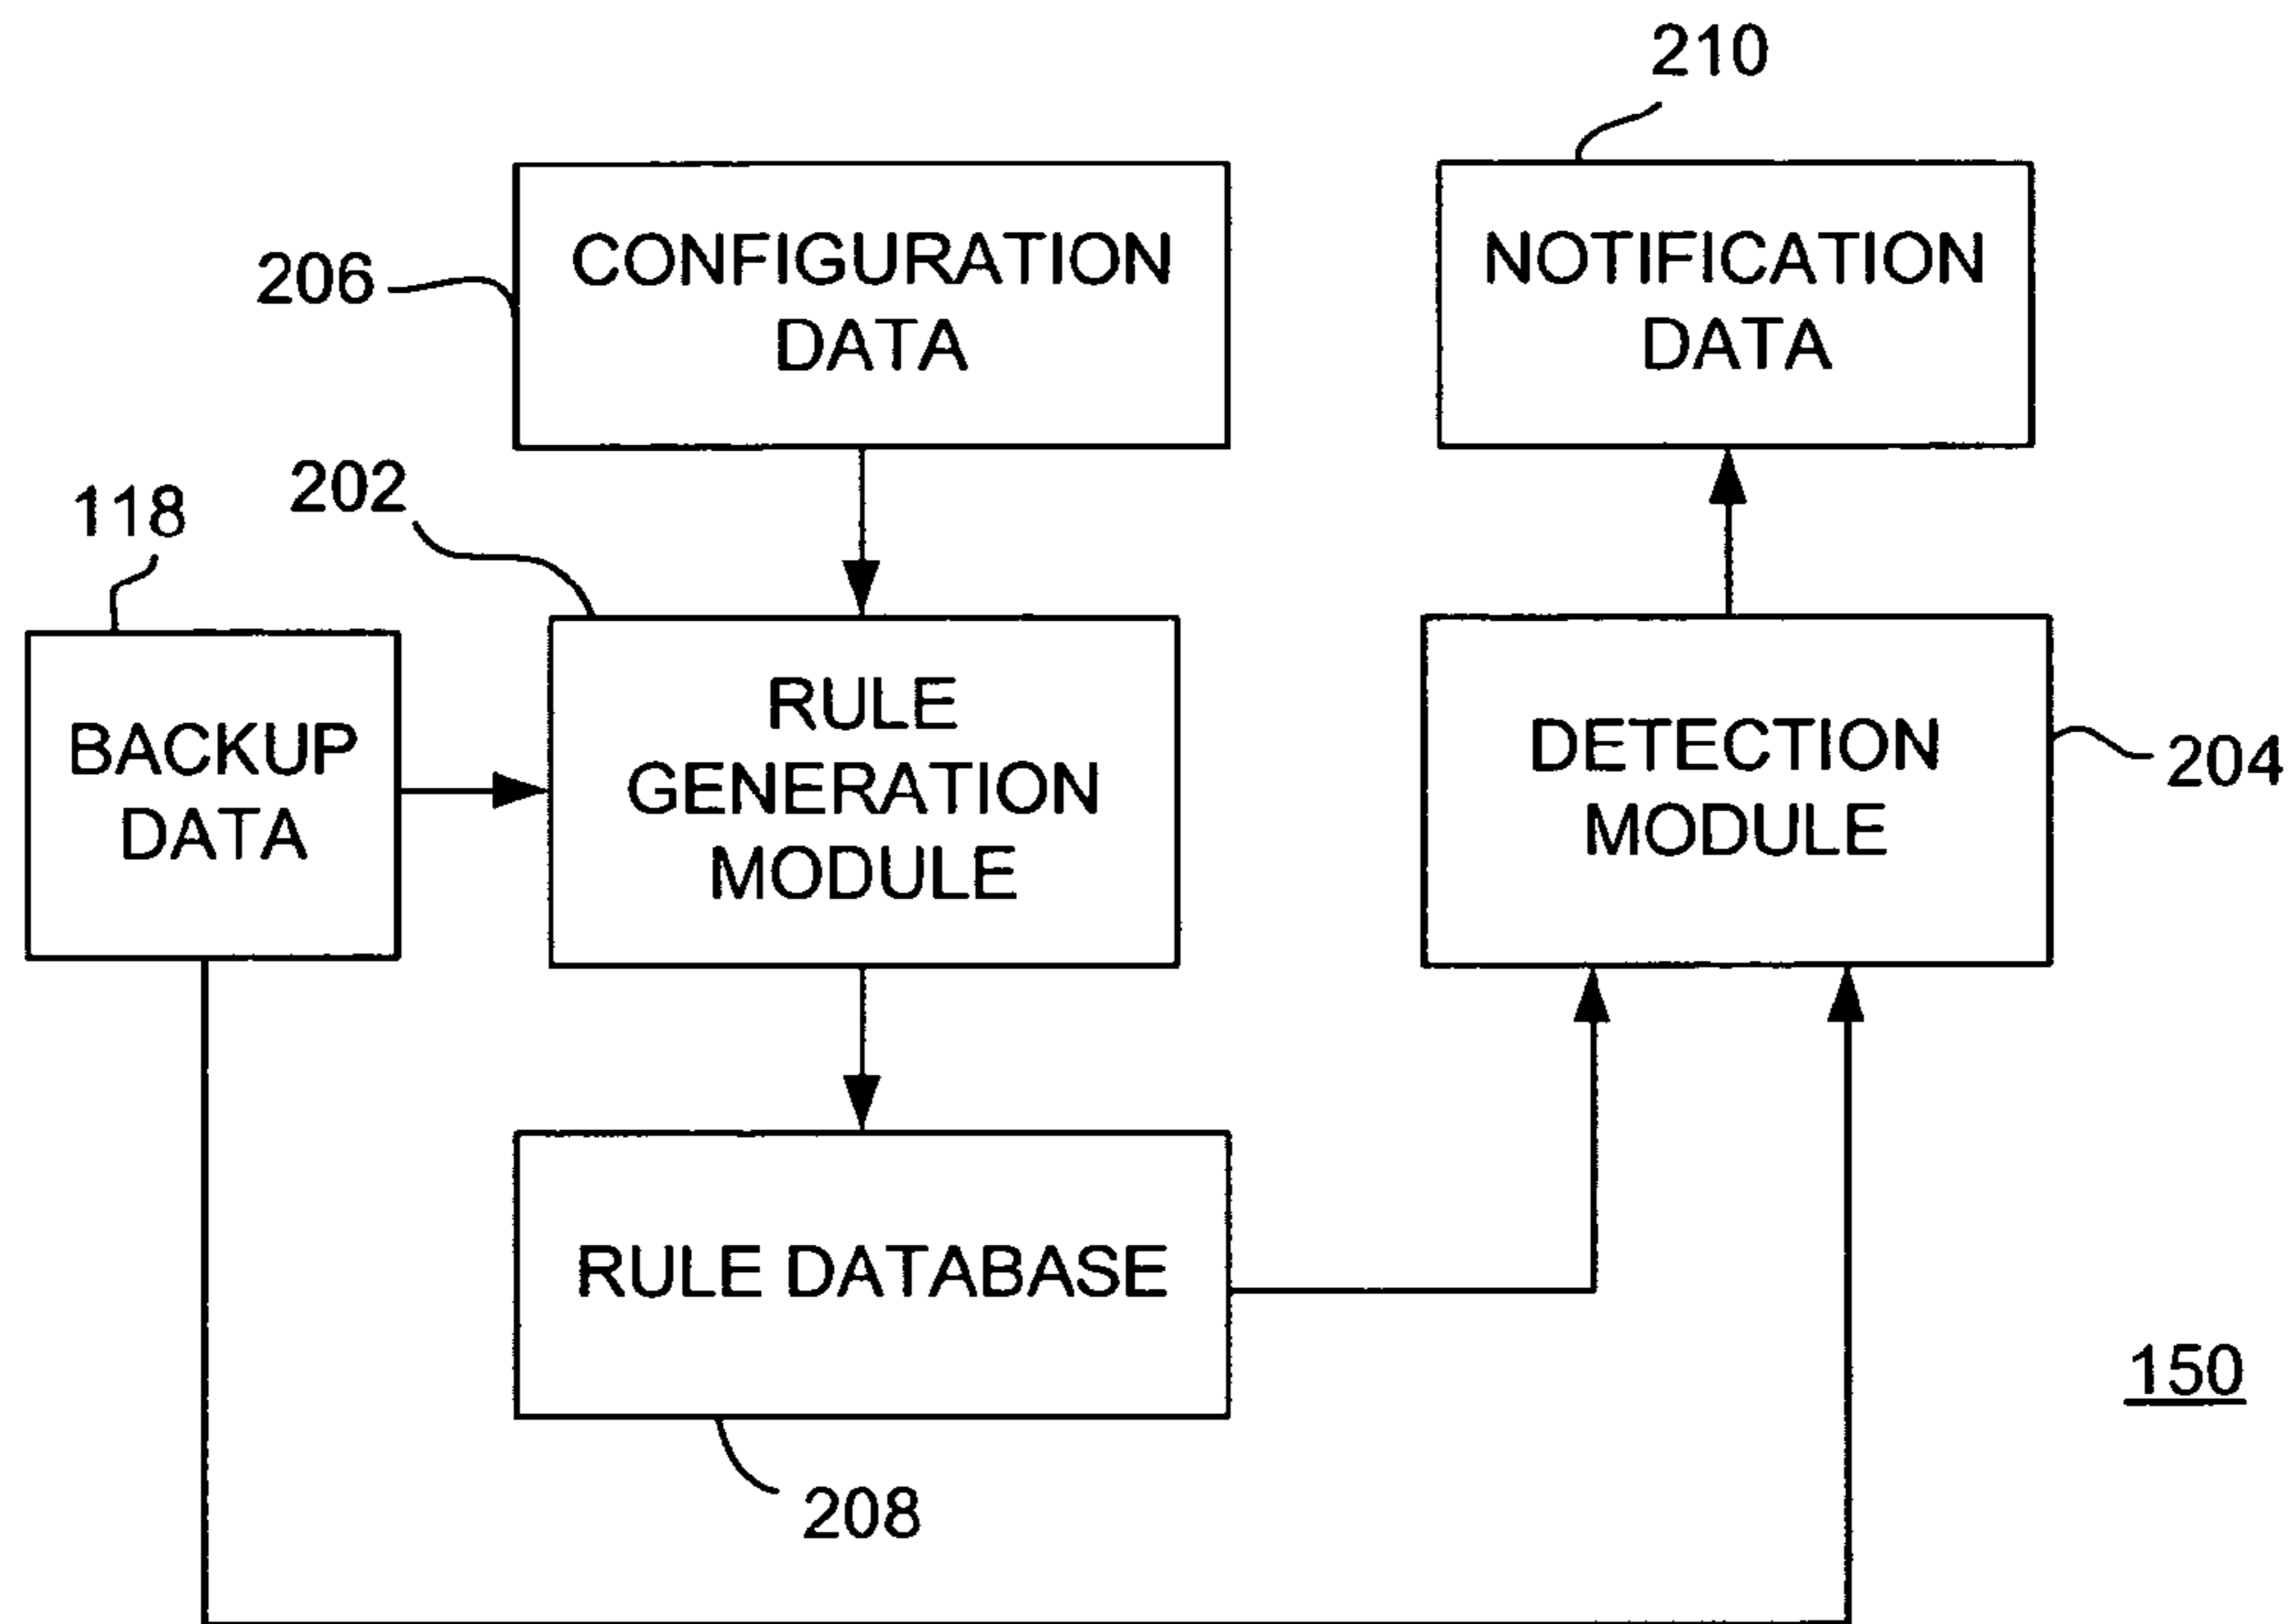 210
206
CONFIGURATION
DATA
NOTIFICATION
DATA
118
202
BACKUP
DATA
RULE
GENERATION
MODULE
DETECTION
MODULE
204
RULE DATABASE
208
150